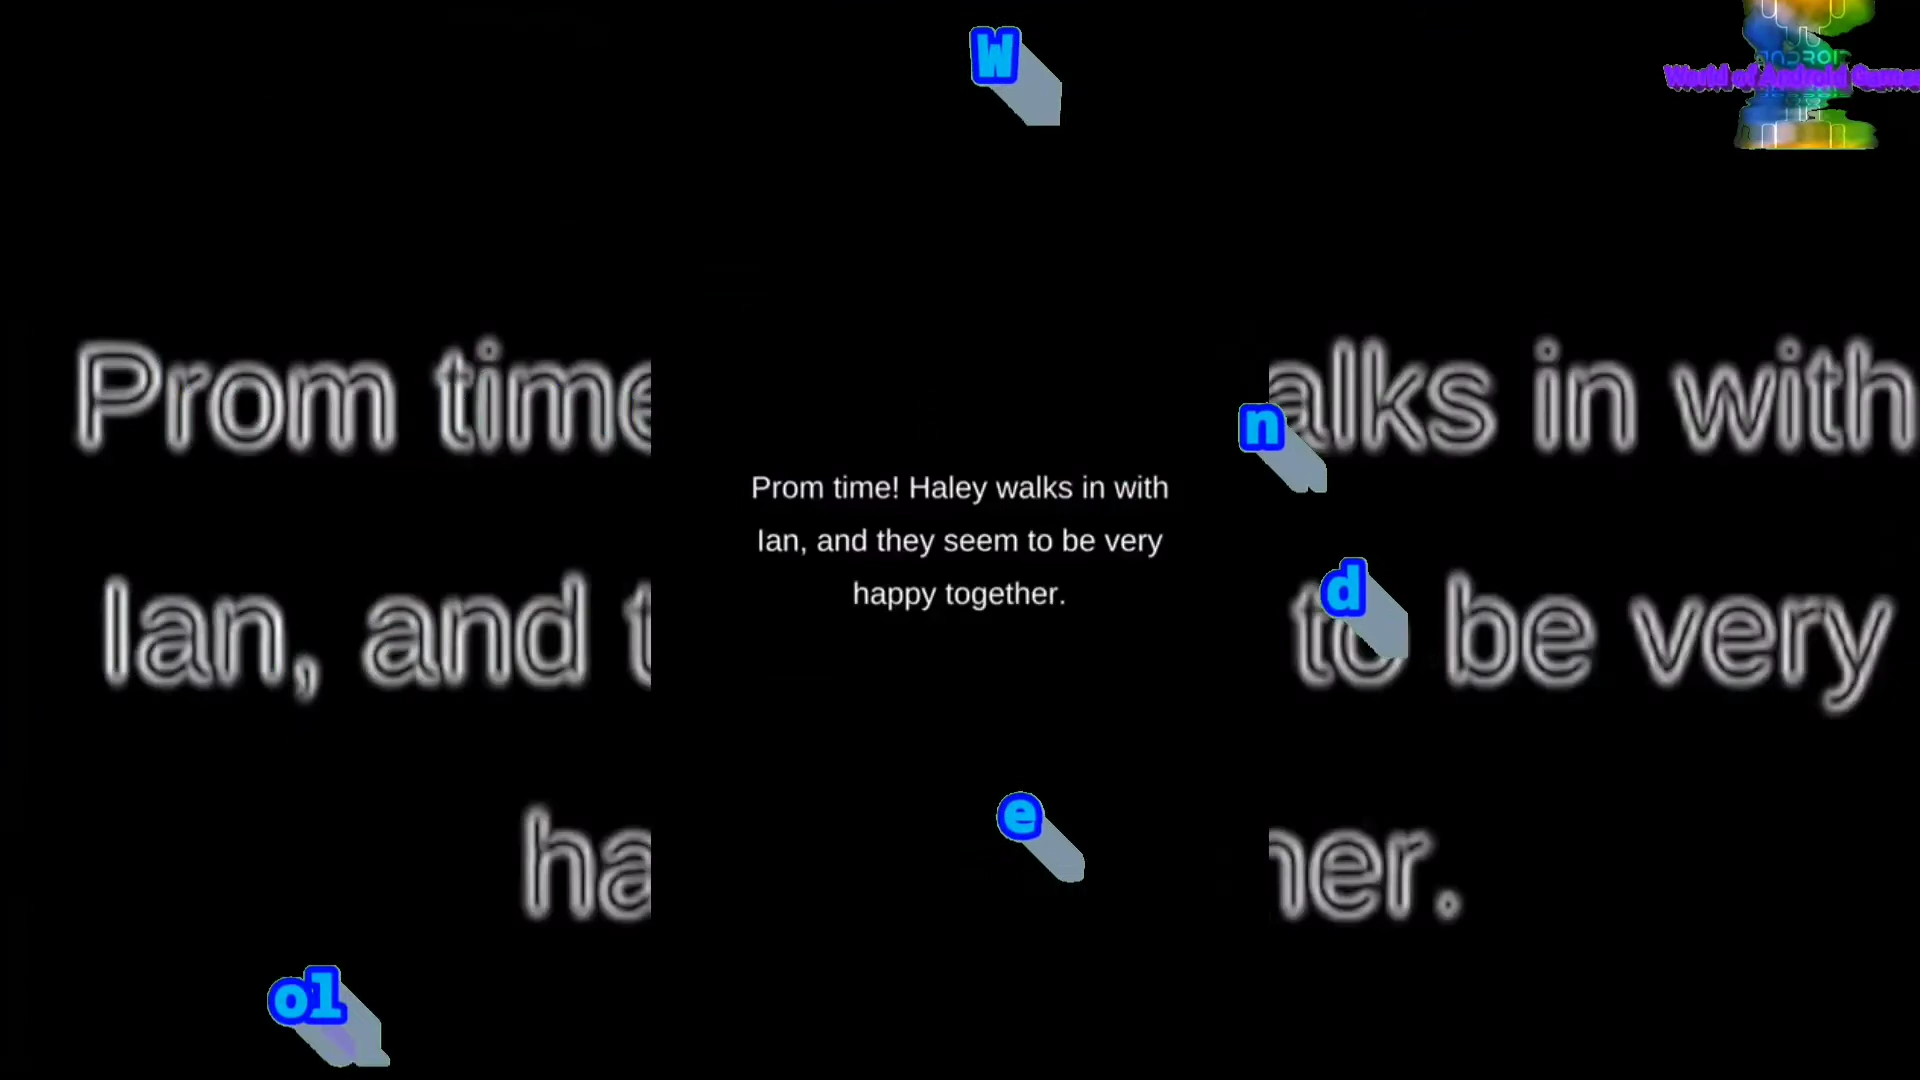 W
ANDROI
World of Android Games
Prom time alks in with
n
Prom time! Haley walks in with
Ian, and they seem to be very
happy together.
d
Ian, and t to be very
e
ha her.
ol